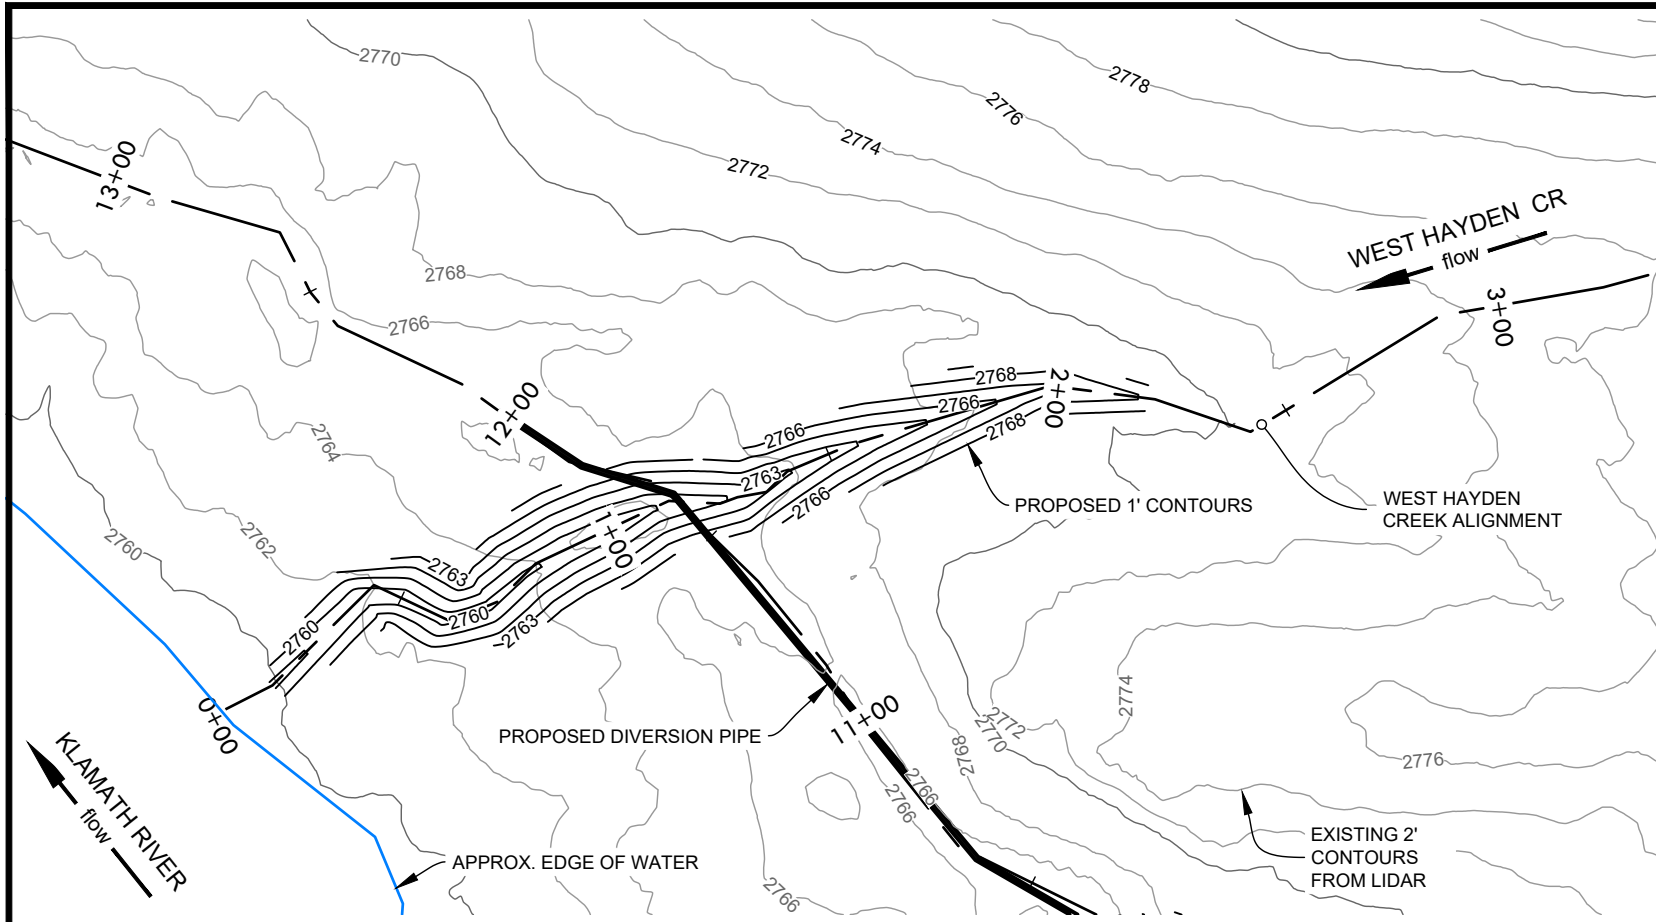 2770
2778
2776
2774
2772
13+00
WEST HAYDEN CR
flow
2768
3+00
2766
2768
2+00
2766
12+00
2768
2766
2764
2763
2766
PROPOSED 1' CONTOURS
WEST HAYDEN
CREEK ALIGNMENT
2762
2760
1+00
2763
2760
2760
2763
2774
0+00
11+00
2772
2770
PROPOSED DIVERSION PIPE
2768
2776
KLAMATH RIVER
flow
2766
2766
EXISTING 2'
CONTOURS
FROM LIDAR
APPROX. EDGE OF WATER
2766